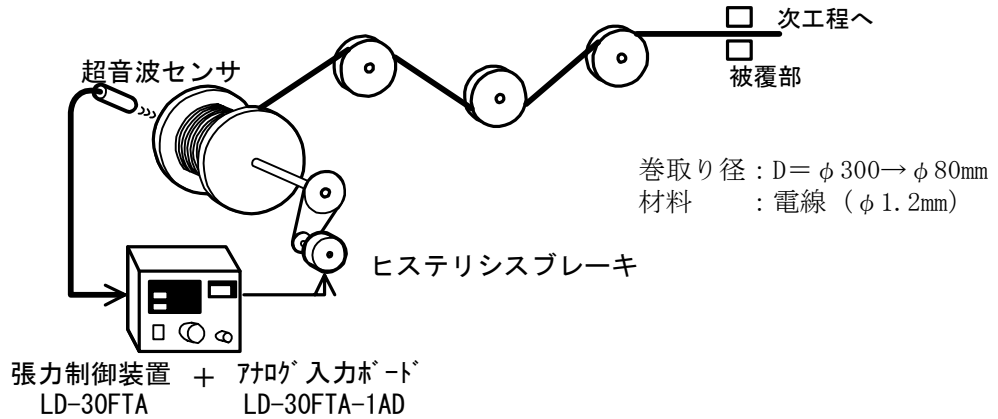 次工程へ
超音波センサ
被覆部
巻取り径：D＝φ300→φ80mm
材料　　：電線（φ1.2mm）
ヒステリシスブレーキ
張力制御装置　＋　ｱﾅﾛｸﾞ入力ﾎﾞｰﾄﾞ
LD-30FTA　　LD-30FTA-1AD